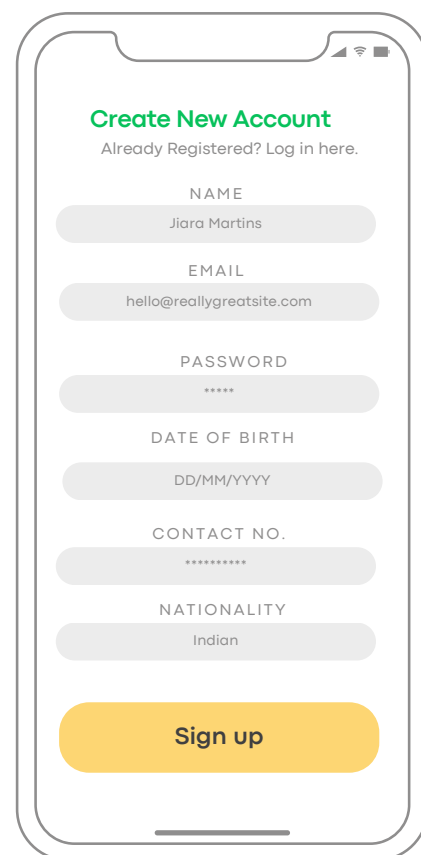 Create New Account
Already Registered? Log in here.
NAME
Jiara Martins
EMAIL
hello@reallygreatsite.com
PASSWORD
*****
DATE OF BIRTH
DD/MM/YYYY
CONTACT NO.
**********
NATIONALITY
Indian
Sign up